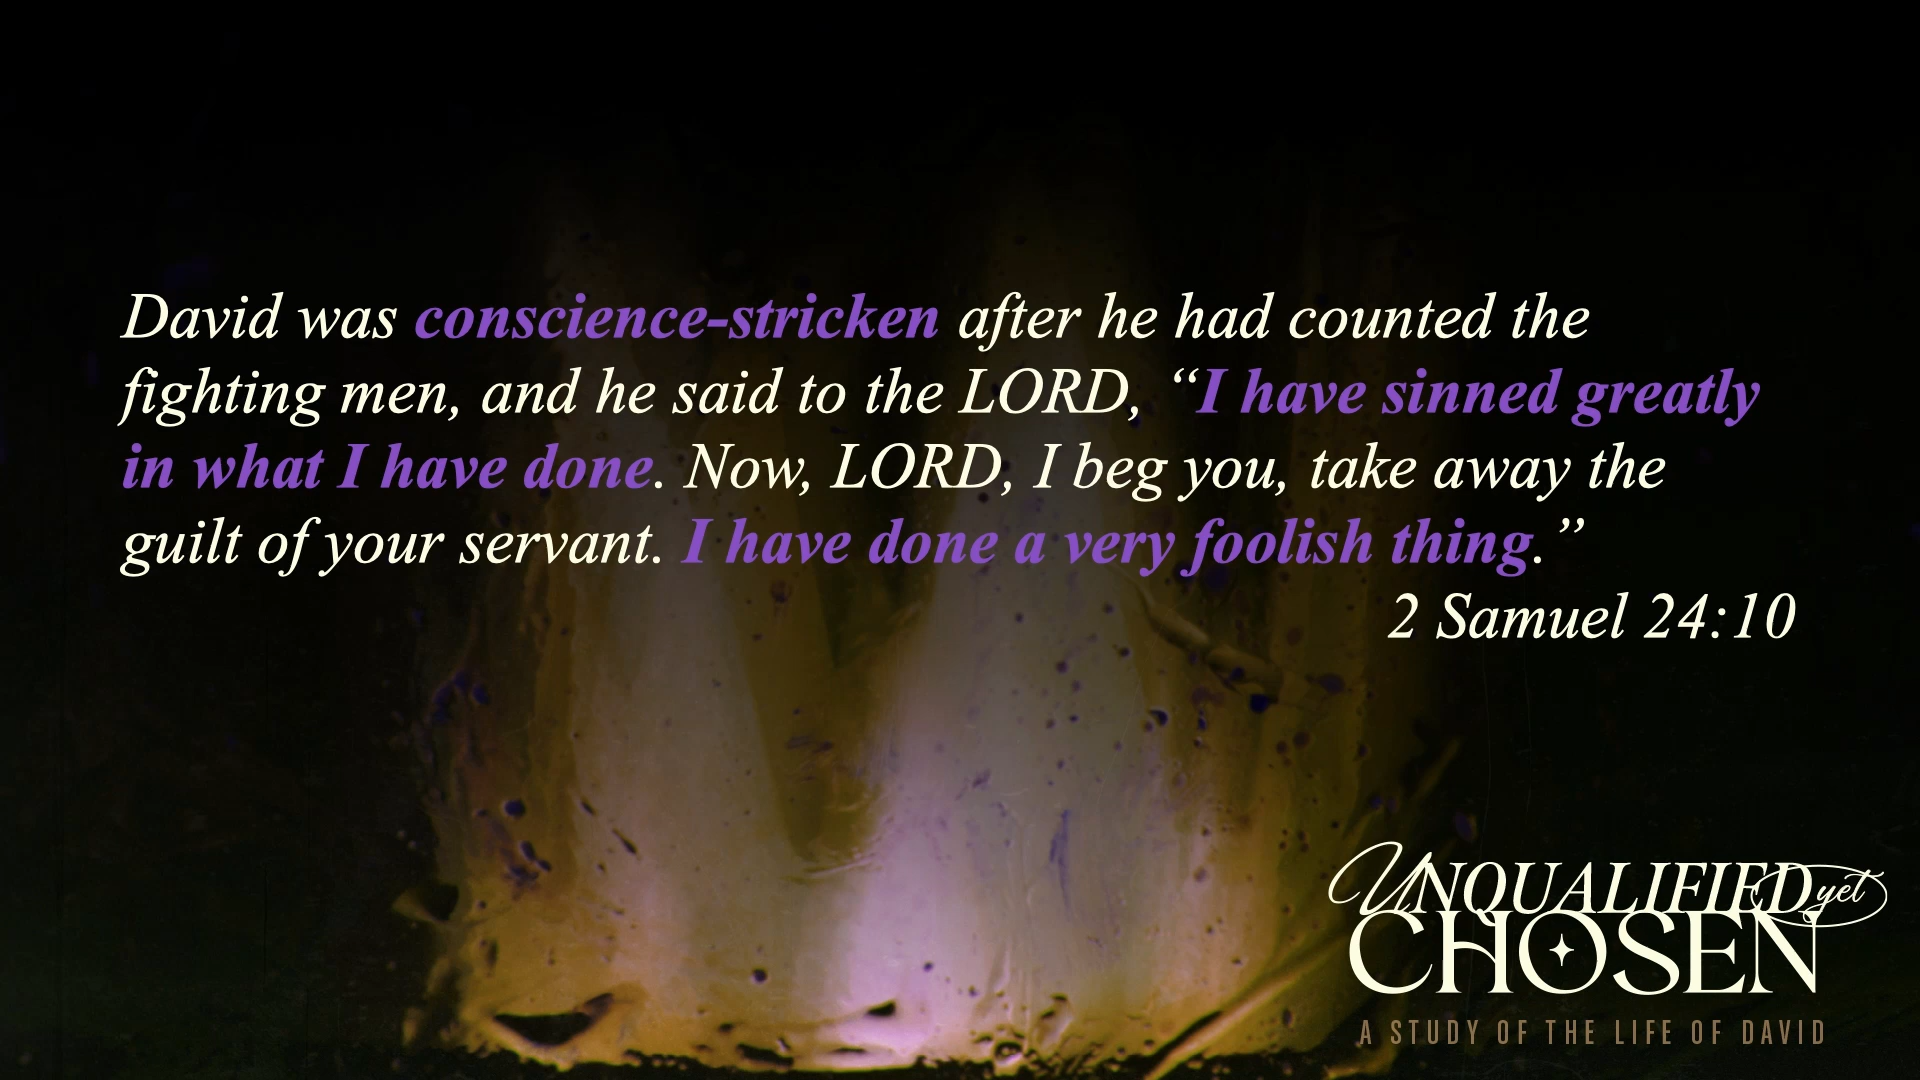 David was conscience-stricken after he had counted the
fighting men, and he said to the LORD, “I have sinned greatly
in what I have done. Now, LORD, I beg you, take away the
guilt of your servant. I have done a very foolish thing.”
2 Samuel 24:10
UNQUALIFIED yet
CHOSEN
A STUDY OF THE LIFE OF DAVID